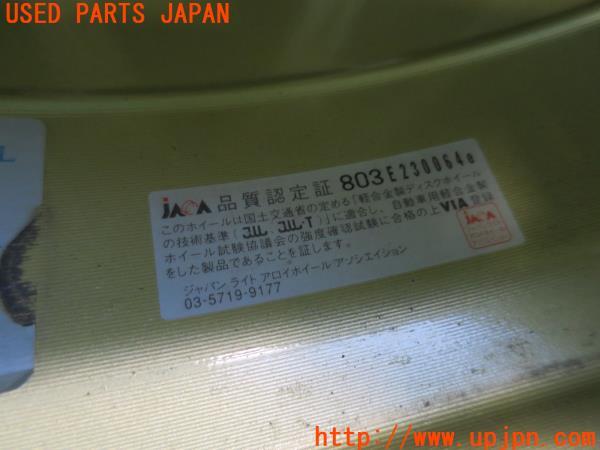 USED PARTS JAPAN
L
JAWA 品質認定証 803E230064e
このホイールは国土交通省の定める「軽合金製ディスクホイール
の技術基準(JWL・JWL-T)」に適合し、自動車用軽合金製
ホイール試験協議会の強度確認試験に合格の上VIA登録
をした製品であることを証します。
ジャパン ライト アロイホイール アソシエイション
03-5719-9177
http://www.upjpn.com/